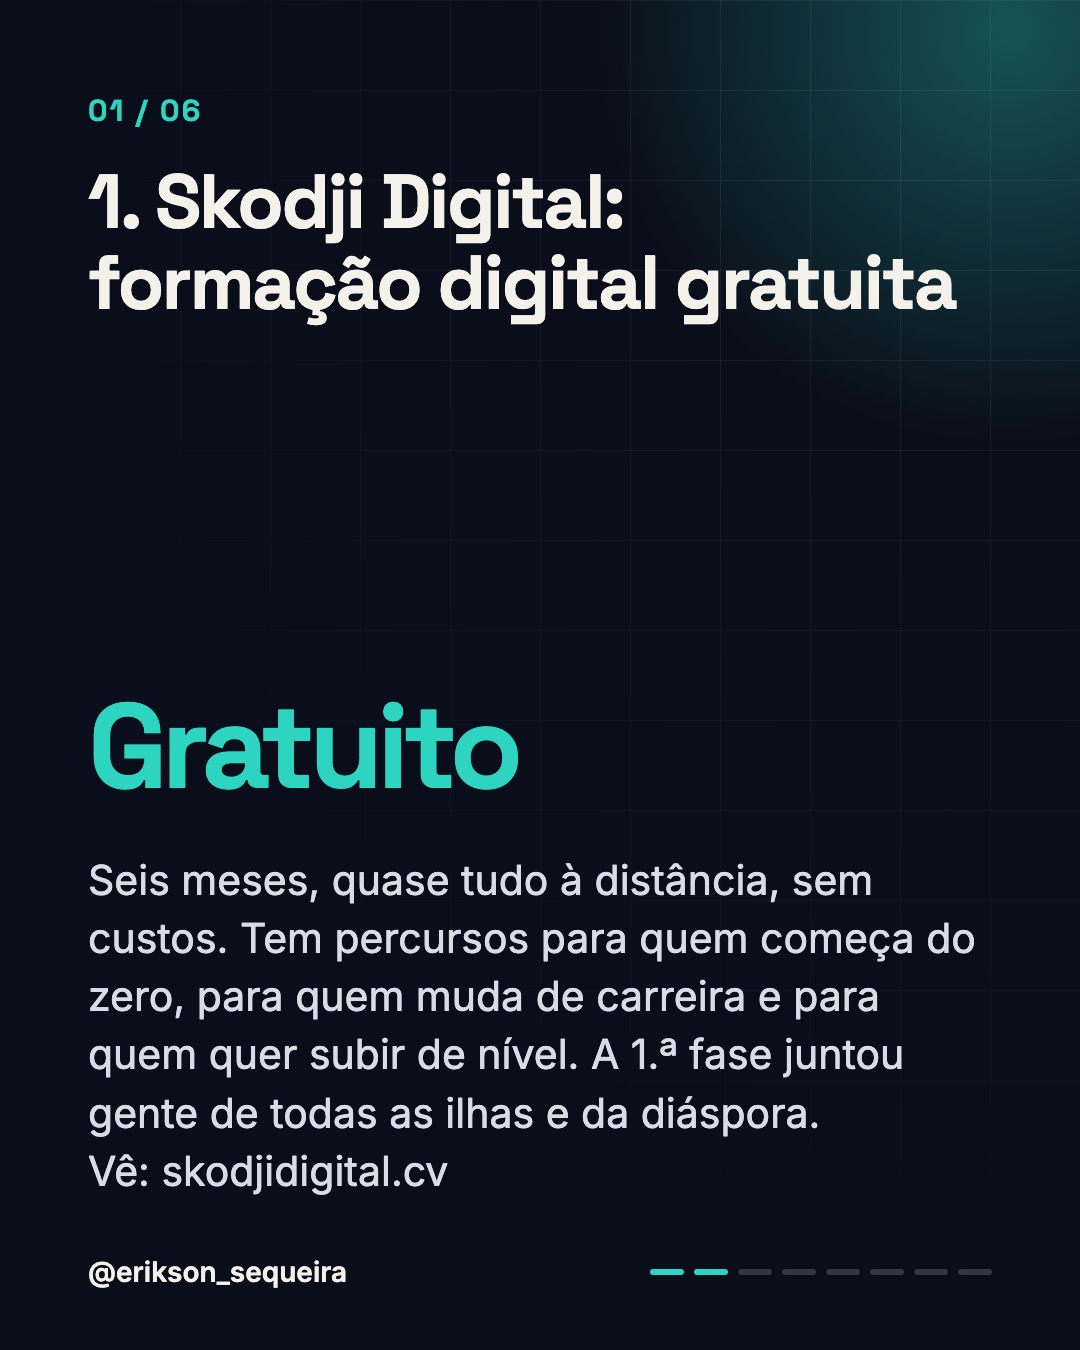 01 / 06
1. Skodji Digital:
formação digital gratuita
Gratuito
Seis meses, quase tudo à distância, sem
custos. Tem percursos para quem começa do
zero, para quem muda de carreira e para
quem quer subir de nível. A 1.ª fase juntou
gente de todas as ilhas e da diáspora.
Vê: skodjidigital.cv
@erikson_sequeira